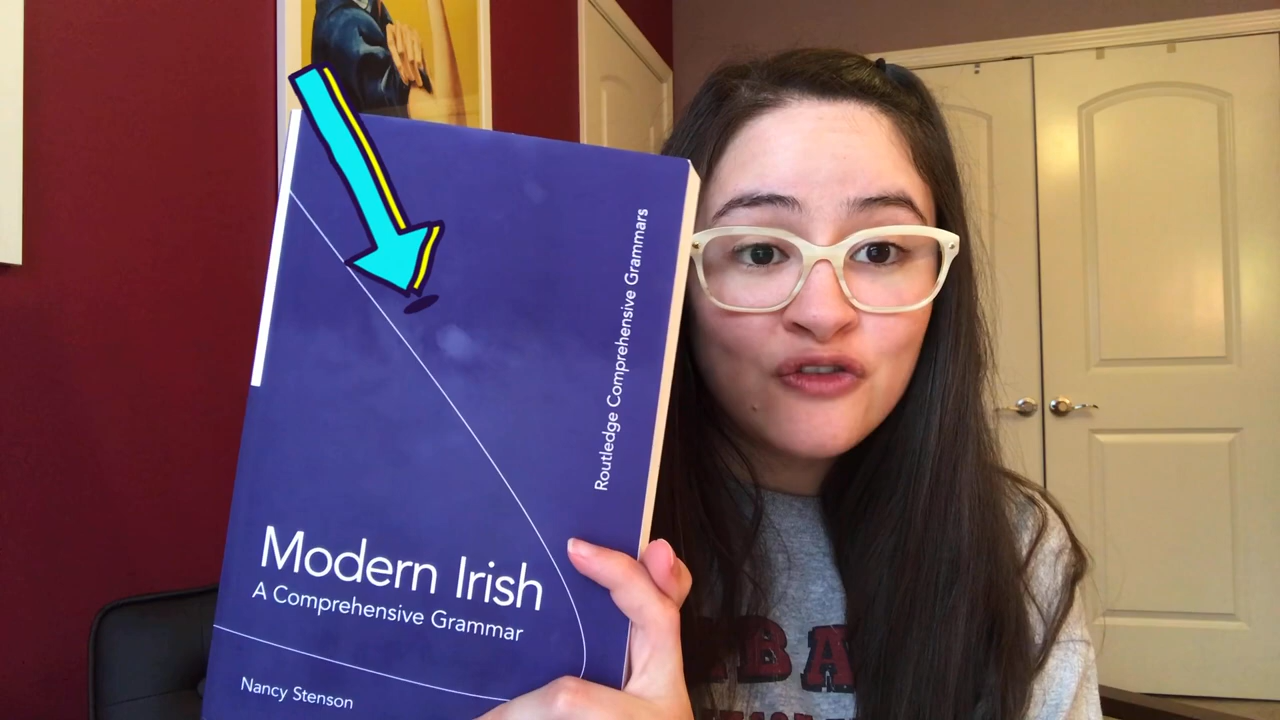 Routledge Comprehensive Grammars
Modern Irish
A Comprehensive Grammar
Nancy Stenson